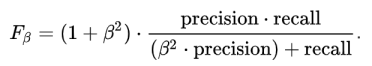 F_β = (1 + β²) · (precision · recall) / ((β² · precision) + recall).